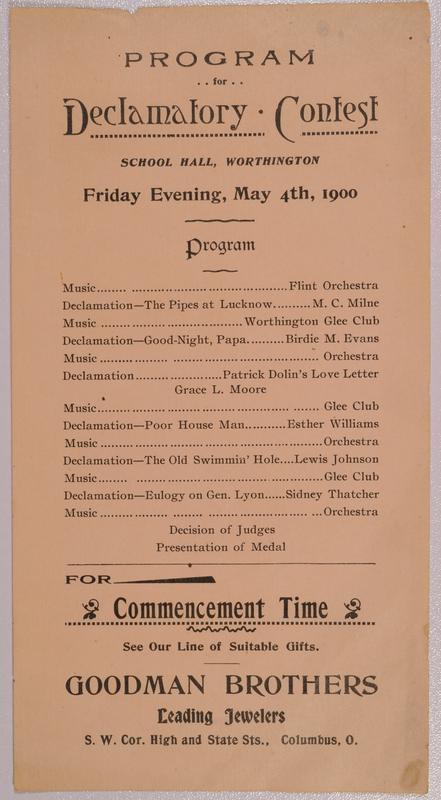 PROGRAM
. . for . .
Declamatory · Contest
SCHOOL HALL, WORTHINGTON
Friday Evening, May 4th, 1900
Program
Music........ ........................................Flint Orchestra
Declamation—The Pipes at Lucknow..........M. C. Milne
Music ...................................Worthington Glee Club
Declamation—Good-Night, Papa..........Birdie M. Evans
Music ................. ..................................... Orchestra
Declamation......................Patrick Dolin's Love Letter
Grace L. Moore
Music................................................ ....... Glee Club
Declamation—Poor House Man...........Esther Williams
Music .......................................................Orchestra
Declamation—The Old Swimmin' Hole....Lewis Johnson
Music........ ..............................................Glee Club
Declamation—Eulogy on Gen. Lyon......Sidney Thatcher
Music .................. ........ ....................... ...Orchestra
Decision of Judges
Presentation of Medal
FOR
Commencement Time
See Our Line of Suitable Gifts.
GOODMAN BROTHERS
Leading Jewelers
S. W. Cor. High and State Sts., Columbus, O.